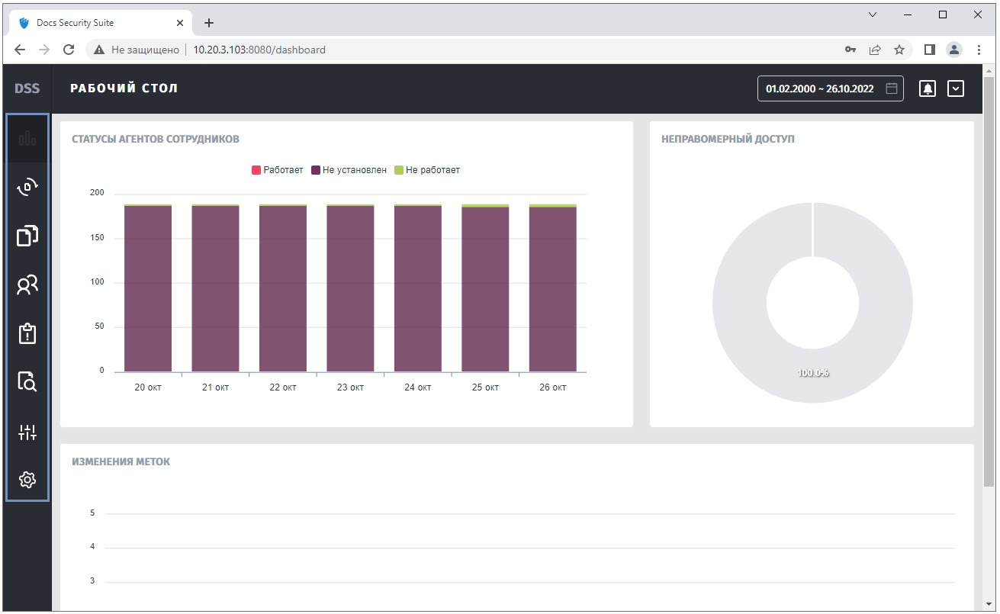 Docs Security Suite
Не защищено 10.20.3.103:8080/dashboard
DSS РАБОЧИЙ СТОЛ 01.02.2000 ~ 26.10.2022
СТАТУСЫ АГЕНТОВ СОТРУДНИКОВ
Работает Не установлен Не работает
200
150
100
50
0
20 окт 21 окт 22 окт 23 окт 24 окт 25 окт 26 окт
НЕПРАВОМЕРНЫЙ ДОСТУП
100.0%
ИЗМЕНЕНИЯ МЕТОК
5
4
3